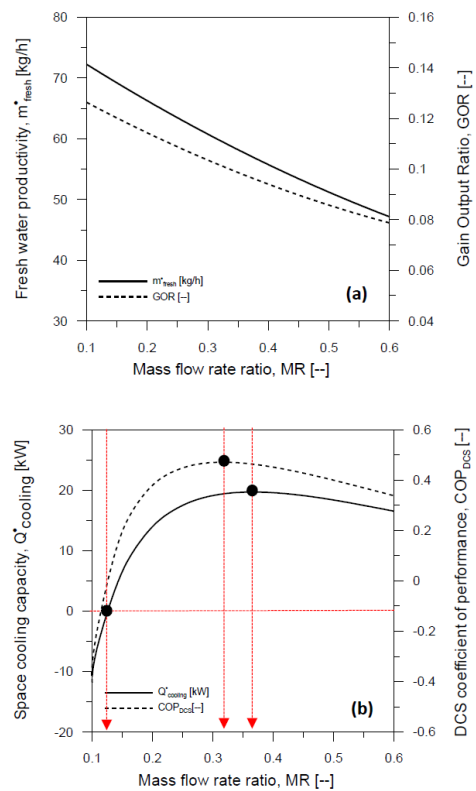 80
70
60
50
40
30
Fresh water productivity, m•fresh [kg/h]
0.16
0.14
0.12
0.1
0.08
0.06
0.04
Gain Output Ratio, GOR [--]
m•fresh [kg/h]
GOR [--]
(a)
0.1 0.2 0.3 0.4 0.5 0.6
Mass flow rate ratio, MR [--]
30
20
10
0
-10
-20
Space cooling capacity, Q•cooling [kW]
0.6
0.4
0.2
0
-0.2
-0.4
-0.6
DCS coefficient of performance, COPDCS [--]
Q•cooling [kW]
COPDCS [--]
(b)
0.1 0.2 0.3 0.4 0.5 0.6
Mass flow rate ratio, MR [--]